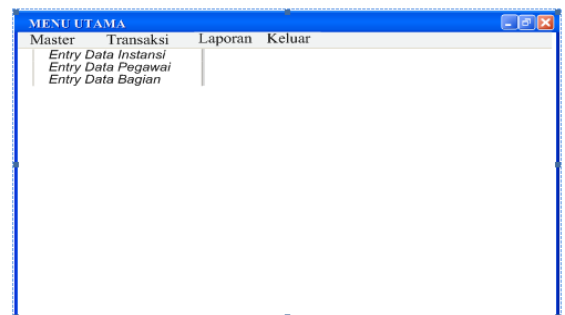 MENU UTAMA
Master Transaksi Laporan Keluar
Entry Data Instansi
Entry Data Pegawai
Entry Data Bagian